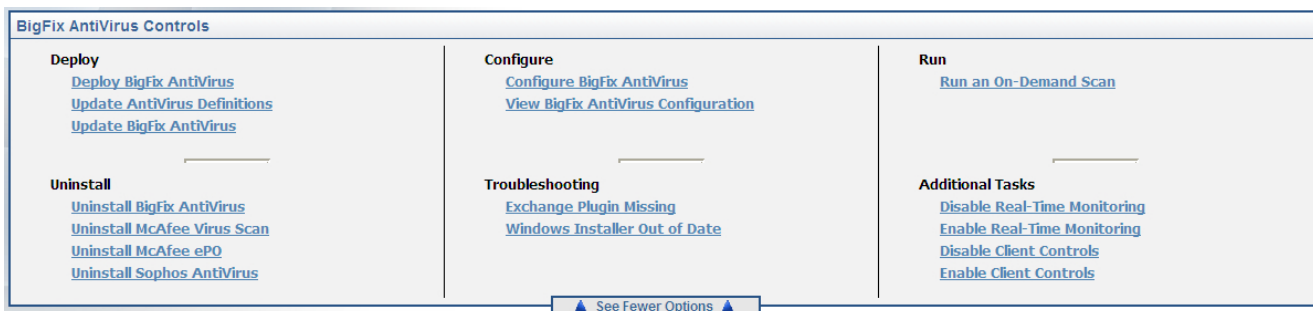 BigFix AntiVirus Controls
Deploy
Deploy BigFix AntiVirus
Update AntiVirus Definitions
Update BigFix AntiVirus
Configure
Configure BigFix AntiVirus
View BigFix AntiVirus Configuration
Run
Run an On-Demand Scan
Uninstall
Uninstall BigFix AntiVirus
Uninstall McAfee Virus Scan
Uninstall McAfee ePO
Uninstall Sophos AntiVirus
Troubleshooting
Exchange Plugin Missing
Windows Installer Out of Date
Additional Tasks
Disable Real-Time Monitoring
Enable Real-Time Monitoring
Disable Client Controls
Enable Client Controls
See Fewer Options